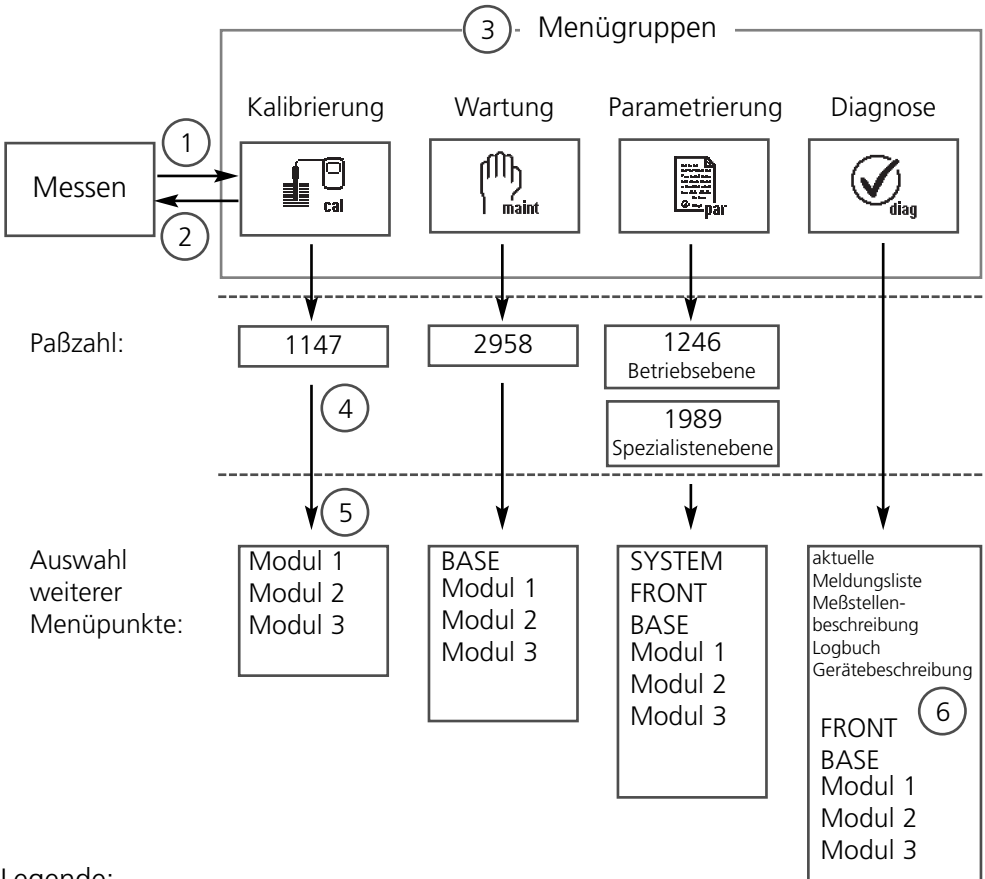 3 Menügruppen
Kalibrierung Wartung Parametrierung Diagnose
1
Messen
cal maint par diag
2
Paßzahl:
1147 2958 1246
Betriebsebene
4
1989
Spezialistenebene
5
Auswahl
weiterer
Menüpunkte:
Modul 1
Modul 2
Modul 3
BASE
Modul 1
Modul 2
Modul 3
SYSTEM
FRONT
BASE
Modul 1
Modul 2
Modul 3
aktuelle
Meldungsliste
Meßstellen-
beschreibung
Logbuch
Gerätebeschreibung
6
FRONT
BASE
Modul 1
Modul 2
Modul 3
Legende: